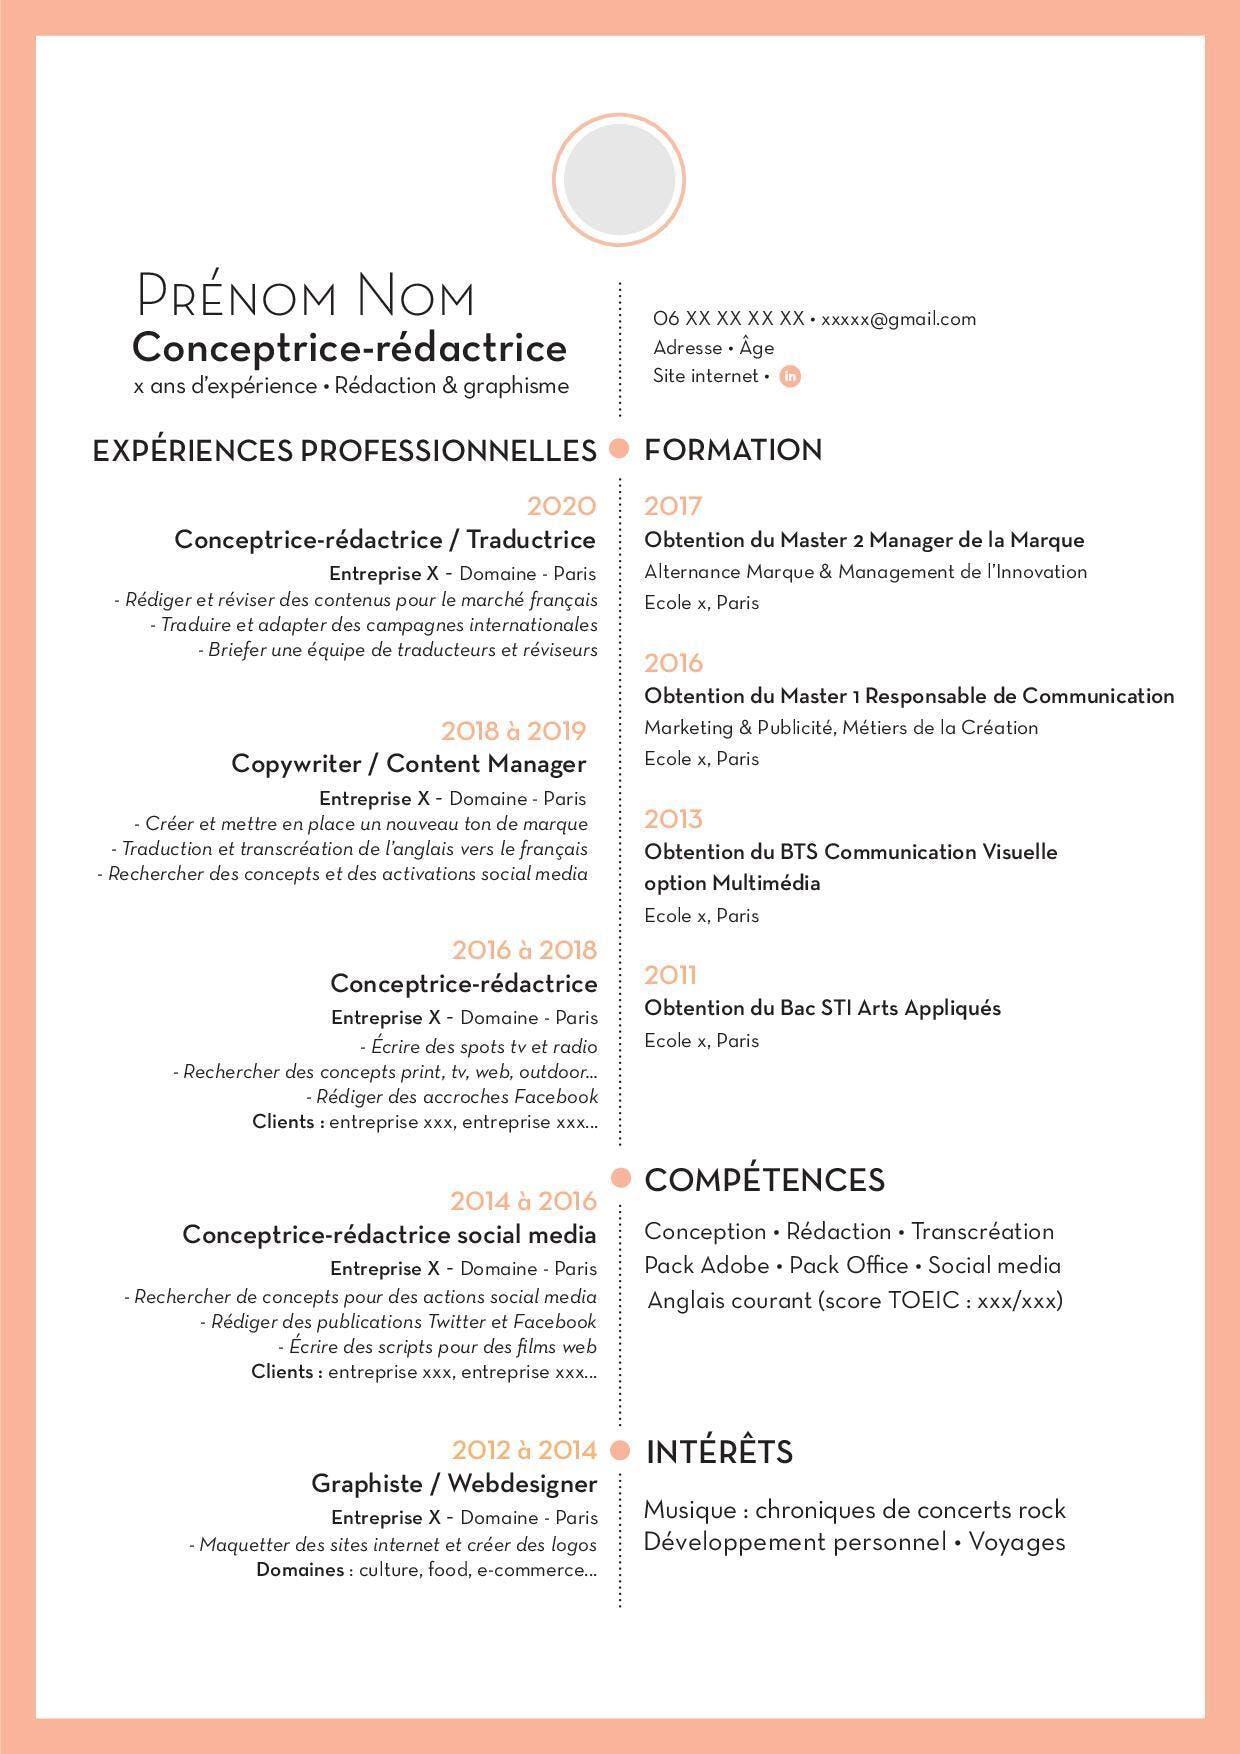 Prénom Nom
Conceptrice-rédactrice
x ans d'expérience • Rédaction & graphisme
06 XX XX XX XX • xxxxx@gmail.com
Adresse • Âge
Site internet • in
EXPÉRIENCES PROFESSIONNELLES
2020
Conceptrice-rédactrice / Traductrice
Entreprise X - Domaine - Paris
- Rédiger et réviser des contenus pour le marché français
- Traduire et adapter des campagnes internationales
- Briefer une équipe de traducteurs et réviseurs
2018 à 2019
Copywriter / Content Manager
Entreprise X - Domaine - Paris
- Créer et mettre en place un nouveau ton de marque
- Traduction et transcréation de l'anglais vers le français
- Rechercher des concepts et des activations social media
2016 à 2018
Conceptrice-rédactrice
Entreprise X - Domaine - Paris
- Écrire des spots tv et radio
- Rechercher des concepts print, tv, web, outdoor...
- Rédiger des accroches Facebook
Clients : entreprise xxx, entreprise xxx...
2014 à 2016
Conceptrice-rédactrice social media
Entreprise X - Domaine - Paris
- Rechercher de concepts pour des actions social media
- Rédiger des publications Twitter et Facebook
- Écrire des scripts pour des films web
Clients : entreprise xxx, entreprise xxx...
2012 à 2014
Graphiste / Webdesigner
Entreprise X - Domaine - Paris
- Maquetter des sites internet et créer des logos
Domaines : culture, food, e-commerce...
FORMATION
2017
Obtention du Master 2 Manager de la Marque
Alternance Marque & Management de l'Innovation
Ecole x, Paris
2016
Obtention du Master 1 Responsable de Communication
Marketing & Publicité, Métiers de la Création
Ecole x, Paris
2013
Obtention du BTS Communication Visuelle
option Multimédia
Ecole x, Paris
2011
Obtention du Bac STI Arts Appliqués
Ecole x, Paris
COMPÉTENCES
Conception • Rédaction • Transcréation
Pack Adobe • Pack Office • Social media
Anglais courant (score TOEIC : xxx/xxx)
INTÉRÊTS
Musique : chroniques de concerts rock
Développement personnel • Voyages